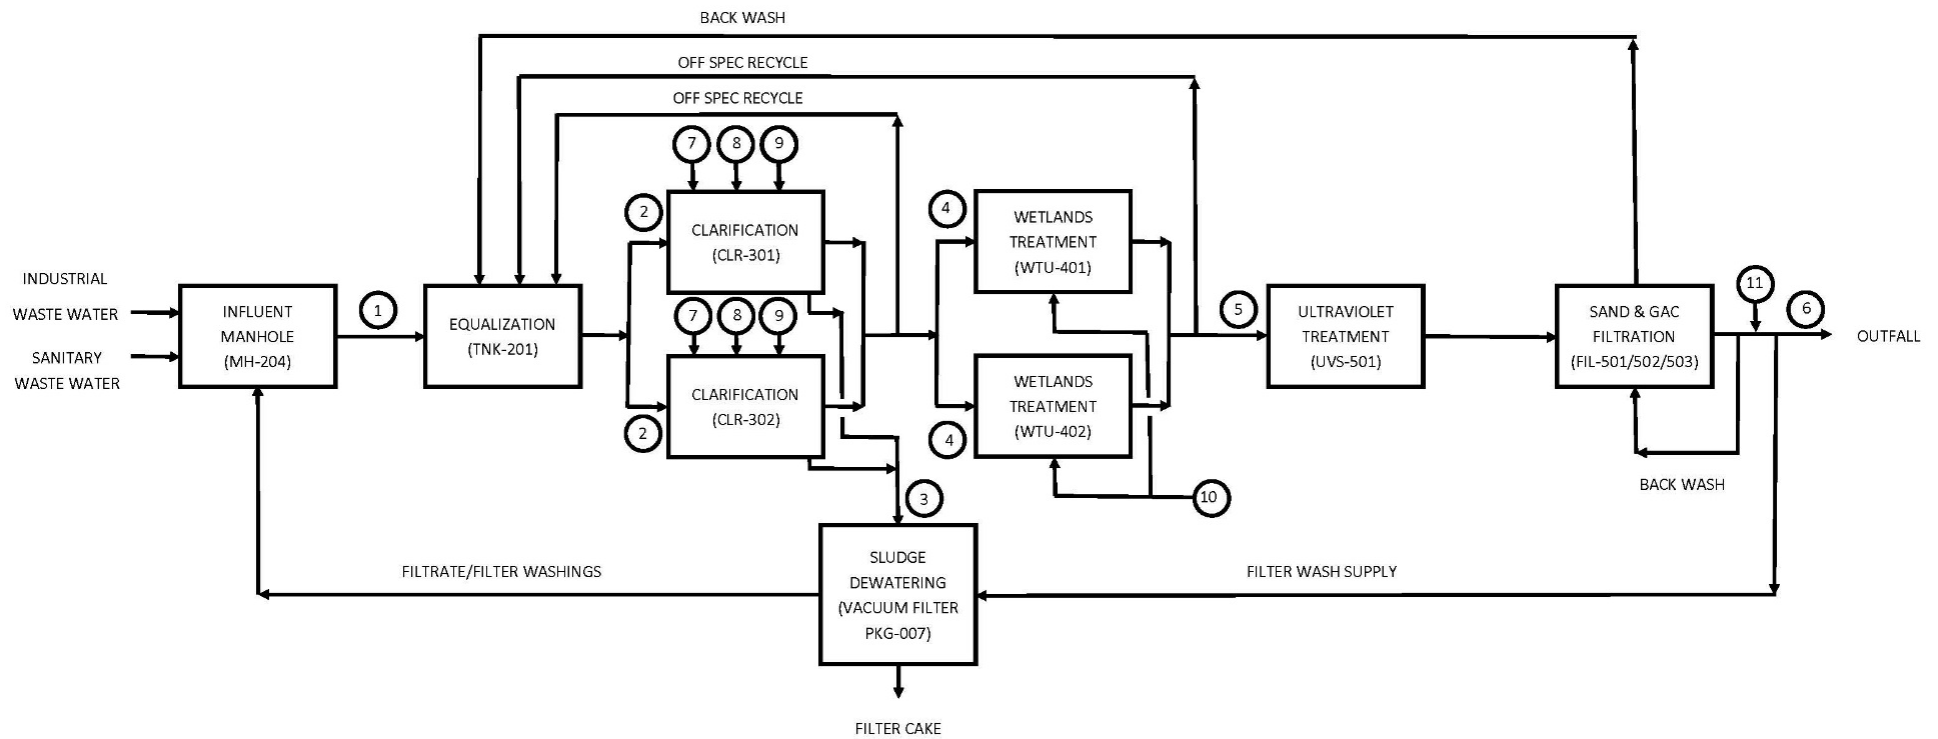 BACK WASH
OFF SPEC RECYCLE
OFF SPEC RECYCLE
7 8 9
2
CLARIFICATION
(CLR-301)
4
WETLANDS
TREATMENT
(WTU-401)
INDUSTRIAL
WASTE WATER
SANITARY
WASTE WATER
INFLUENT
MANHOLE
(MH-204)
1
EQUALIZATION
(TNK-201)
7 8 9
CLARIFICATION
(CLR-302)
2
WETLANDS
TREATMENT
(WTU-402)
4
5
ULTRAVIOLET
TREATMENT
(UVS-501)
SAND & GAC
FILTRATION
(FIL-501/502/503)
11
6
OUTFALL
BACK WASH
10
3
SLUDGE
DEWATERING
(VACUUM FILTER
PKG-007)
FILTRATE/FILTER WASHINGS
FILTER WASH SUPPLY
FILTER CAKE